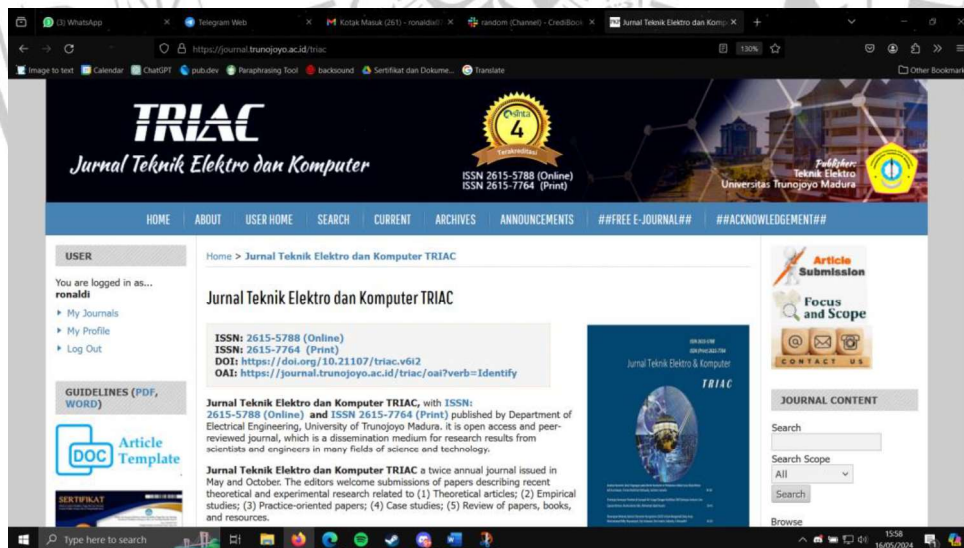 (3) WhatsApp
Telegram Web
Kotak Masuk (261) - ronaldix
random (Channel) - CrediBook
Jurnal Teknik Elektro dan Komp
https://journal.trunojoyo.ac.id/triac
130%
Image to text
Calendar
ChatGPT
pub.dev
Paraphrasing Tool
backsound
Sertifikat dan Dokume...
Translate
Other Bookmark
TRIAC
Jurnal Teknik Elektro dan Komputer
Sinta
4
Terakreditasi
ISSN 2615-5788 (Online)
ISSN 2615-7764 (Print)
Publisher:
Teknik Elektro
Universitas Trunojoyo Madura
HOME ABOUT USER HOME SEARCH CURRENT ARCHIVES ANNOUNCEMENTS ##FREE E-JOURNAL## ##ACKNOWLEDGEMENT##
USER
You are logged in as...
ronaldi
My Journals
My Profile
Log Out
GUIDELINES (PDF,
WORD)
DOC
Article
Template
SERTIFIKAT
Home > Jurnal Teknik Elektro dan Komputer TRIAC
Jurnal Teknik Elektro dan Komputer TRIAC
ISSN: 2615-5788 (Online)
ISSN: 2615-7764 (Print)
DOI: https://doi.org/10.21107/triac.v6i2
OAI: https://journal.trunojoyo.ac.id/triac/oai?verb=Identify
Jurnal Teknik Elektro dan Komputer TRIAC, with ISSN:
2615-5788 (Online) and ISSN 2615-7764 (Print) published by Department of
Electrical Engineering, University of Trunojoyo Madura. it is open access and peer-
reviewed journal, which is a dissemination medium for research results from
scientists and engineers in many fields of science and technology.
Jurnal Teknik Elektro dan Komputer TRIAC a twice annual journal issued in
May and October. The editors welcome submissions of papers describing recent
theoretical and experimental research related to (1) Theoretical articles; (2) Empirical
studies; (3) Practice-oriented papers; (4) Case studies; (5) Review of papers, books,
and resources.
Jurnal Teknik Elektro & Komputer
TRIAC
Article
Submission
Focus
and Scope
CONTACT US
JOURNAL CONTENT
Search
Search Scope
All
Search
Browse
Type here to search
15:58
16/05/2024